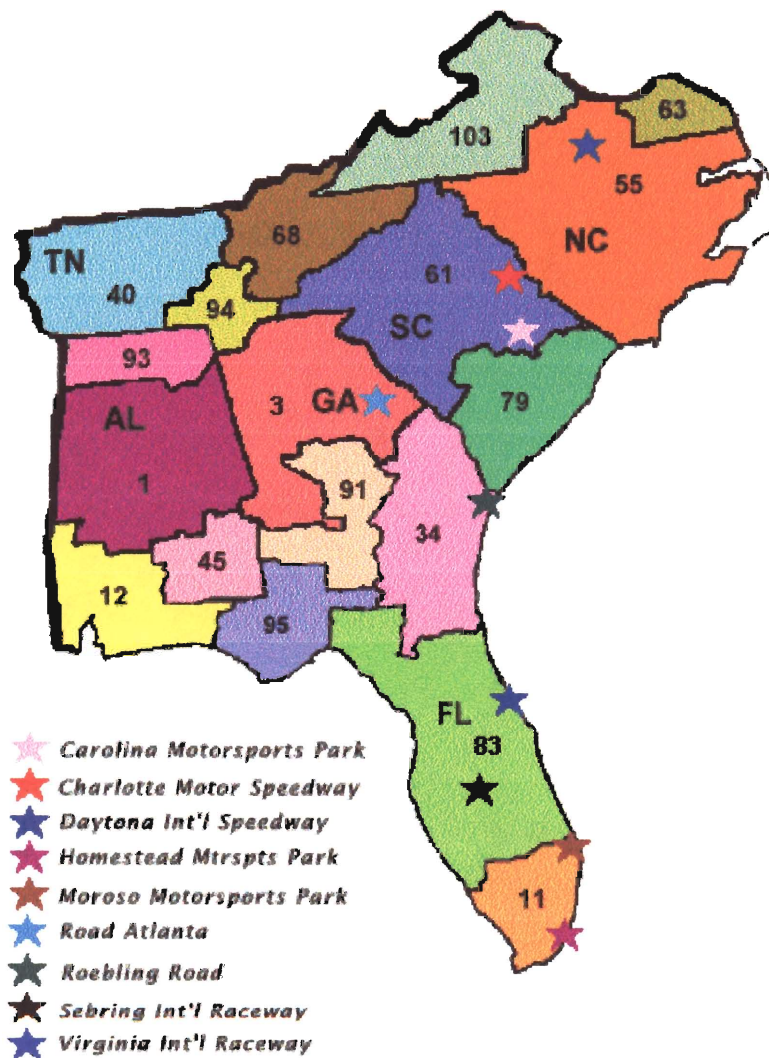 63
103
55
NC
68
TN
61
40
94
SC
93
GA
3
79
AL
91
1
34
45
12
95
FL
83
11
Carolina Motorsports Park
Charlotte Motor Speedway
Daytona Int'l Speedway
Homestead Mtrspts Park
Moroso Motorsports Park
Road Atlanta
Roebling Road
Sebring Int'l Raceway
Virginia Int'l Raceway